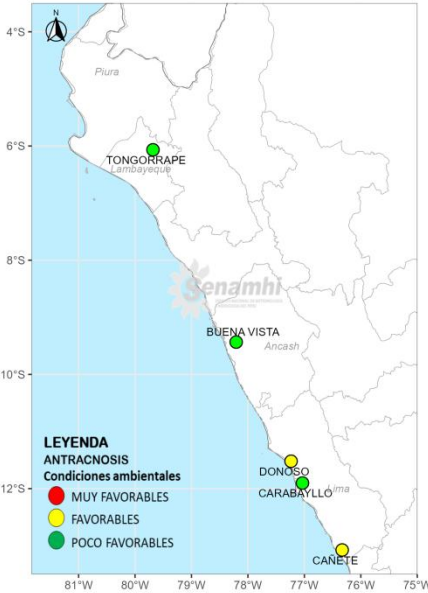 N
4°S
Piura
6°S
TONGORRAPE
Lambayeque
8°S
Senamhi
BUENA VISTA
Ancash
10°S
LEYENDA
ANTRACNOSIS
Condiciones ambientales
MUY FAVORABLES
FAVORABLES
POCO FAVORABLES
DONOSO
CARABAYLLO
Lima
12°S
CAÑETE
81°W 80°W 79°W 78°W 77°W 76°W 75°W